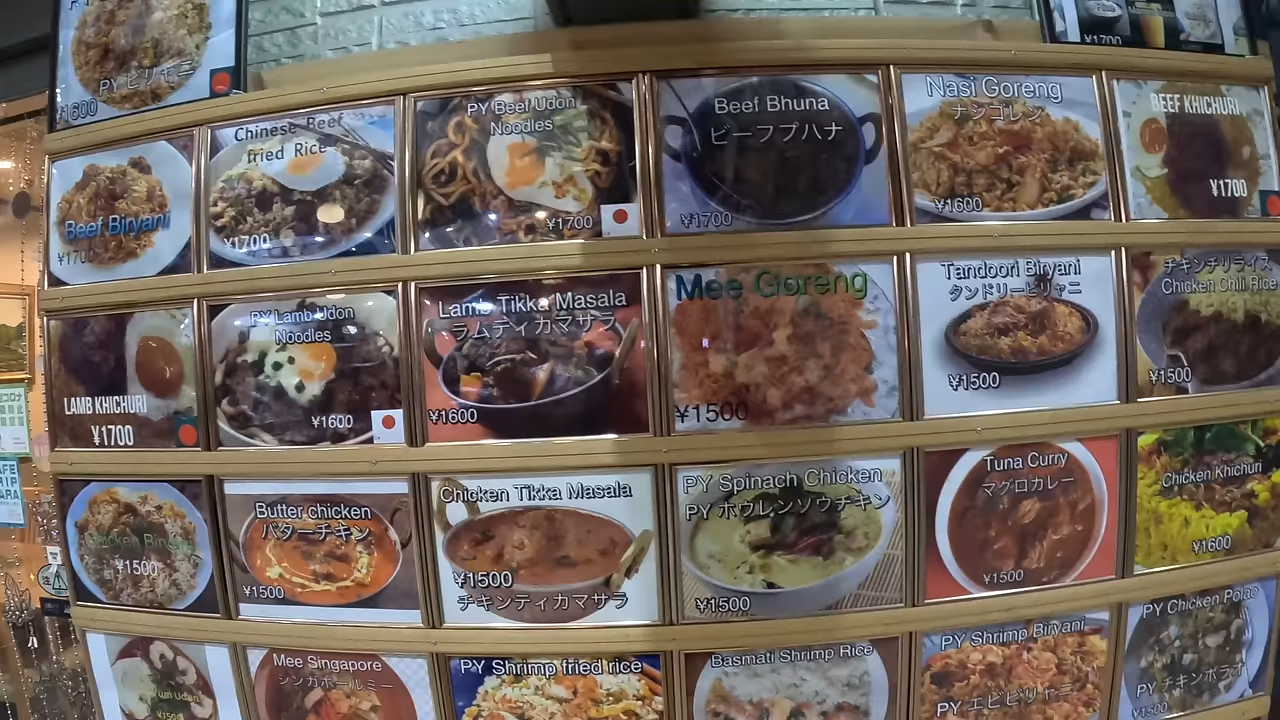 PY ビリヤニ
¥1600
¥1700
Beef Biryani
¥1700
Chinese Beef
fried Rice
¥1700
PY Beef Udon
Noodles
¥1700
Beef Bhuna
ビーフブハナ
¥1700
Nasi Goreng
ナシゴレン
¥1600
BEEF KHICHURI
¥1700
LAMB KHICHURI
¥1700
PY Lamb Udon
Noodles
¥1600
Lamb Tikka Masala
ラムティカマサラ
¥1600
Mee Goreng
¥1500
Tandoori Biryani
タンドリービリヤニ
¥1500
チキンチリライス
Chicken Chill Rice
¥1500
Chicken Biryani
¥1500
Butter chicken
バターチキン
¥1500
Chicken Tikka Masala
¥1500
チキンティカマサラ
PY Spinach Chicken
PY ホウレンソウチキン
¥1500
Tuna Curry
マグロカレー
¥1500
Chicken Khichuri
¥1600
Mee Singapore
シンガポールミー
PY Shrimp fried rice
Basmati Shrimp Rice
PY Shrimp Biryani
PY エビビリヤニ
PY Chicken Polao
PY チキンポラオ
¥1500